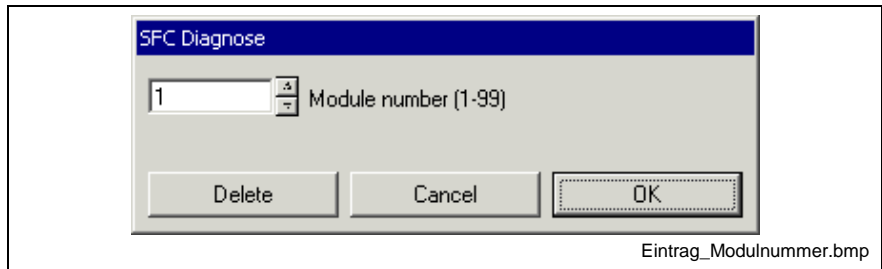 SFC Diagnose
1 Module number (1-99)
Delete Cancel OK
Eintrag_Modulnummer.bmp